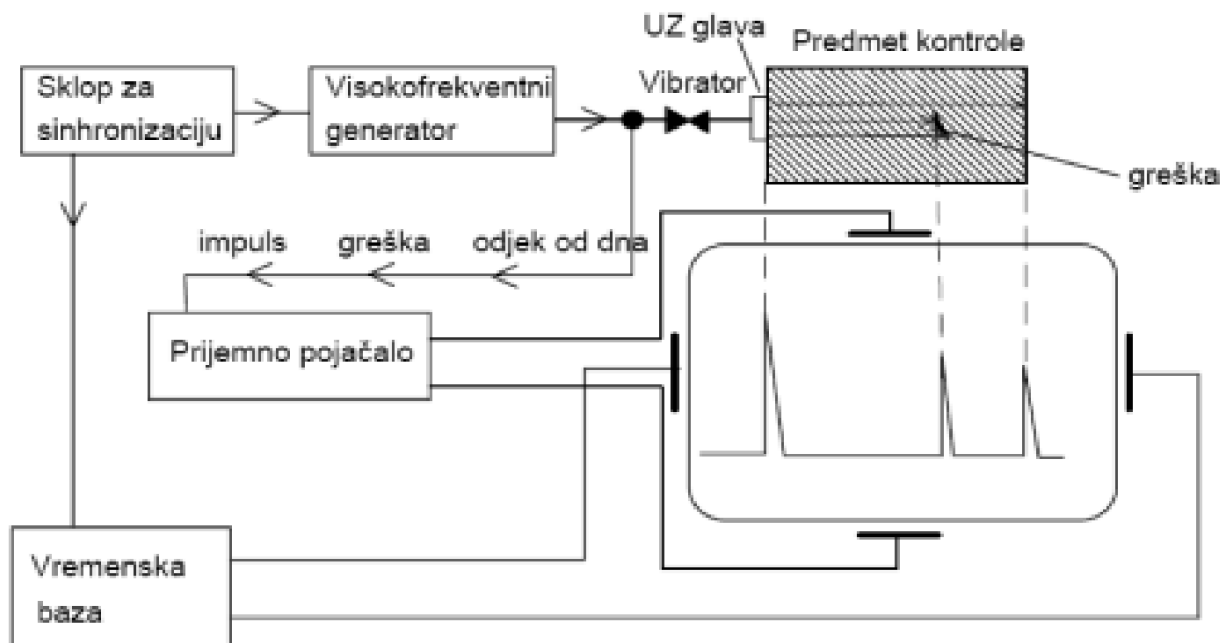 UZ glava
Predmet kontrole
Sklop za
sinhronizaciju
Visokofrekventni
generator
Vibrator
greška
impuls
greška
odjek od dna
Prijemno pojačalo
Vremenska
baza